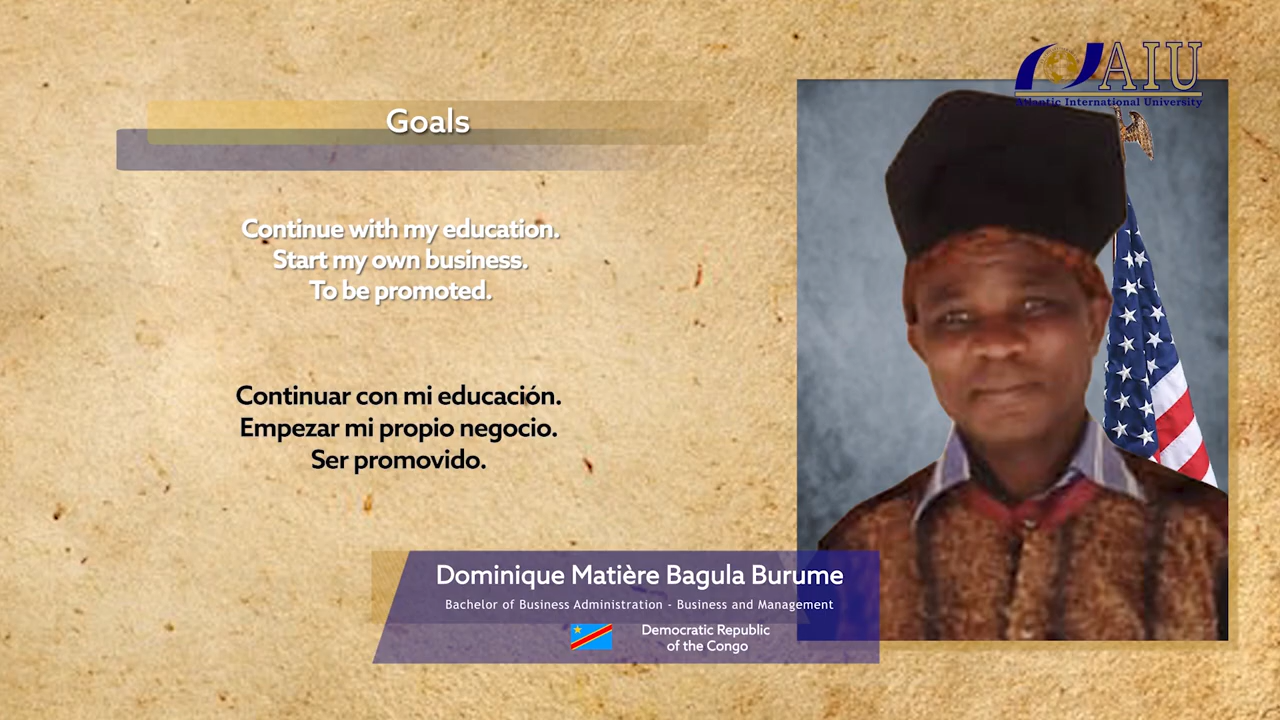 AIU
Atlantic International University
Goals
Continue with my education.
Start my own business.
To be promoted.
Continuar con mi educación.
Empezar mi propio negocio.
Ser promovido.
Dominique Matière Bagula Burume
Bachelor of Business Administration - Business and Management
Democratic Republic
of the Congo